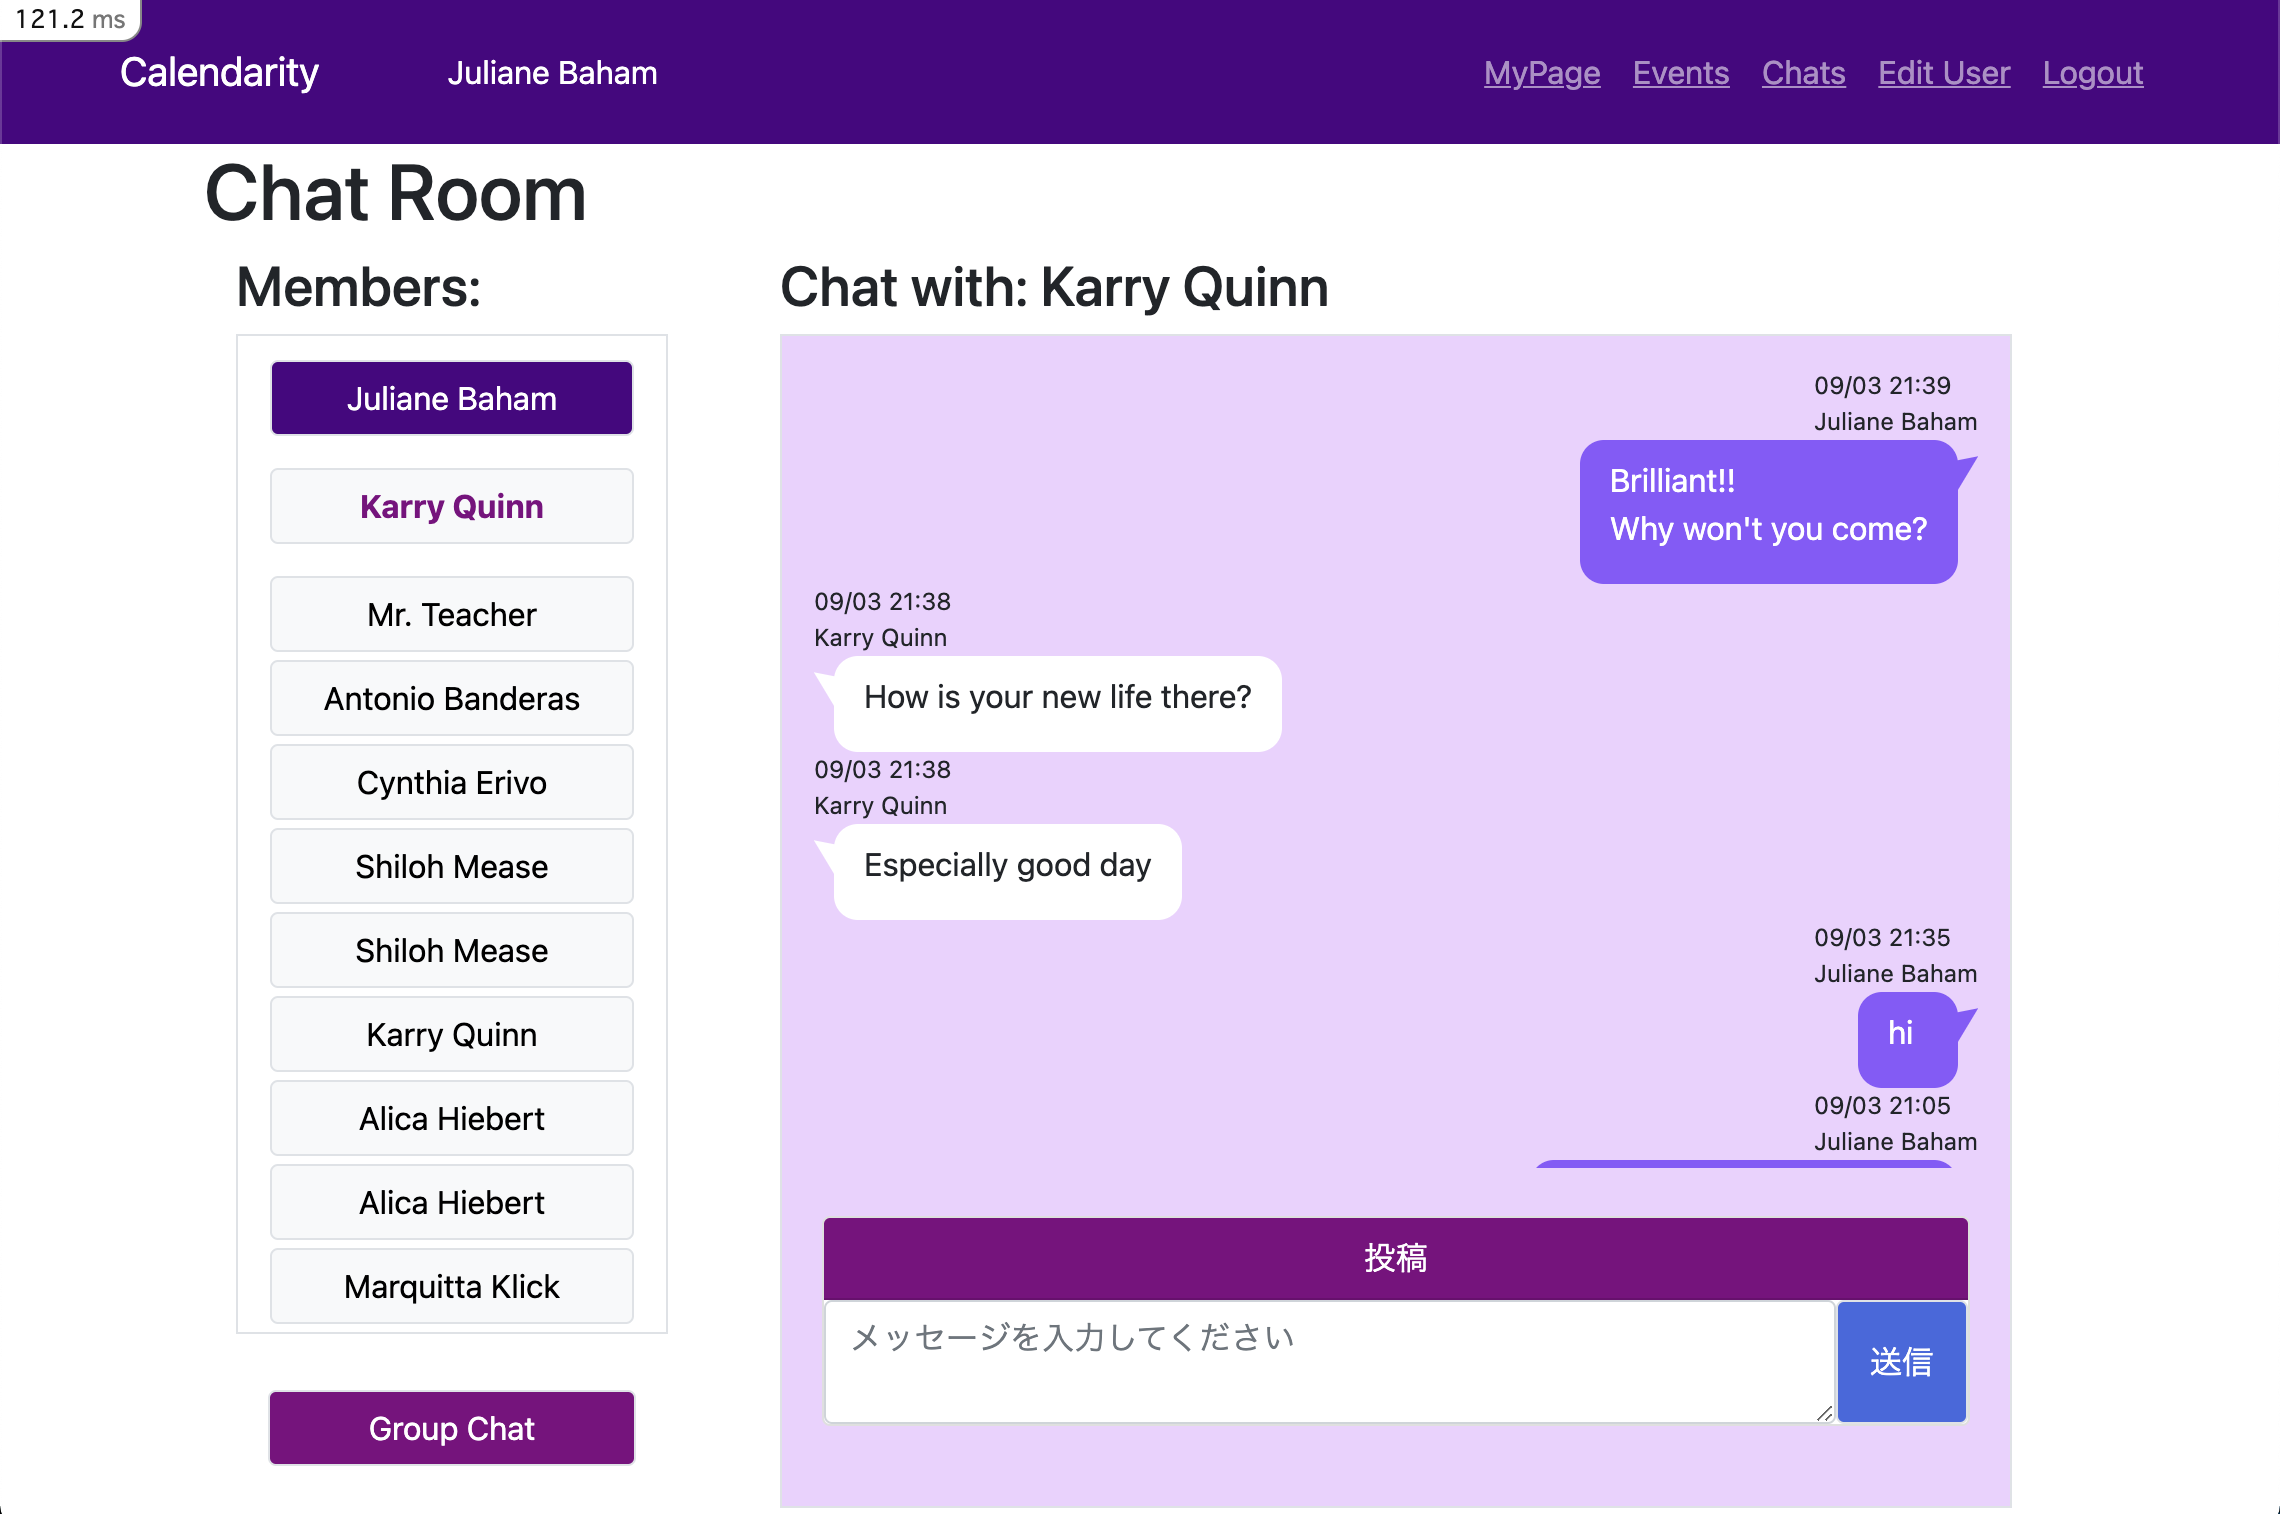 121.2 ms
Calendarity
Juliane Baham
MyPage
Events
Chats
Edit User
Logout
Chat Room
Members:
Juliane Baham
Karry Quinn
Mr. Teacher
Antonio Banderas
Cynthia Erivo
Shiloh Mease
Shiloh Mease
Karry Quinn
Alica Hiebert
Alica Hiebert
Marquitta Klick
Group Chat
Chat with: Karry Quinn
09/03 21:39
Juliane Baham
Brilliant!!
Why won't you come?
09/03 21:38
Karry Quinn
How is your new life there?
09/03 21:38
Karry Quinn
Especially good day
09/03 21:35
Juliane Baham
hi
09/03 21:05
Juliane Baham
投稿
メッセージを入力してください
送信